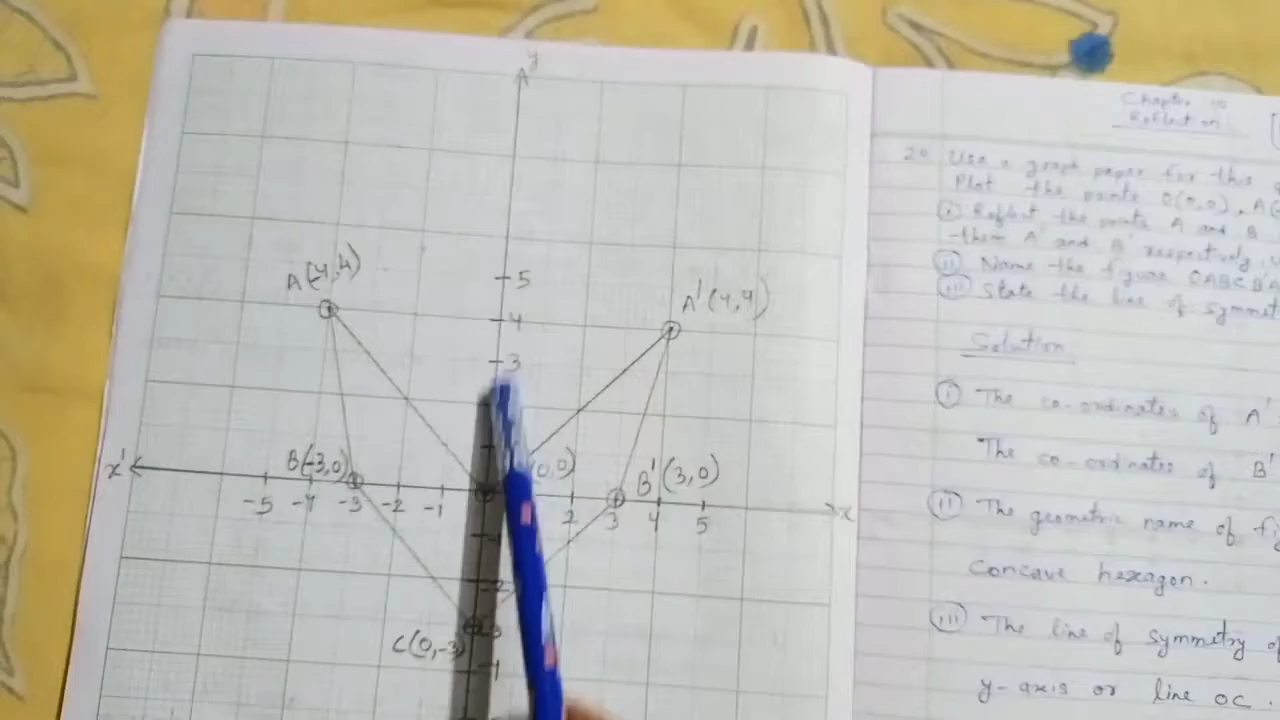 y
5
A(-4,4)
4
A'(4,4)
3
B(-3,0)
(0,0)
B'(3,0)
x'
-5 -4 -3 -2 -1
2 3 4 5
x
-2
C(0,-3)
Chapter
Reflection
20 Use a graph paper for this
Plot the points O(0,0), A(
(i) Reflect the points A and B
them A' and B' respectively.
(ii) Name the figure OABCB'A
(iii) State the line of symmet
Solution
(i) The co-ordinates of A'
The co-ordinates of B'
(ii) The geometric name of fi
Concave hexagon.
(iii) The line of symmetry of
y-axis or line OC.